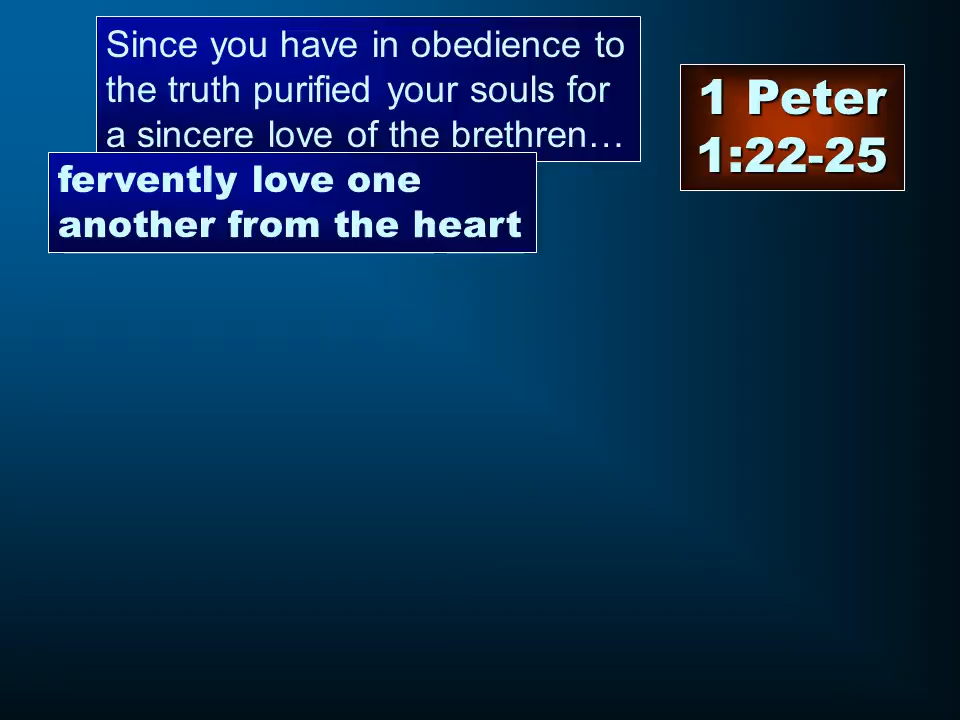 Since you have in obedience to
the truth purified your souls for
a sincere love of the brethren…
fervently love one
another from the heart
1 Peter
1:22-25